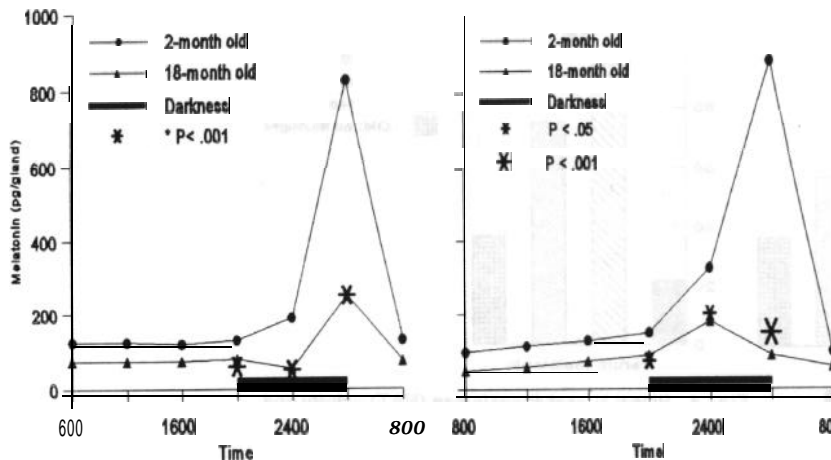 1000
800
600
400
200
0
Melatonin (pg/gland)
2-month old
18-month old
Darkness
* P< .001
600
1600
2400
800
Time
2-month old
18-month old
Darkness
P < .05
P < .001
800
1600
2400
Time